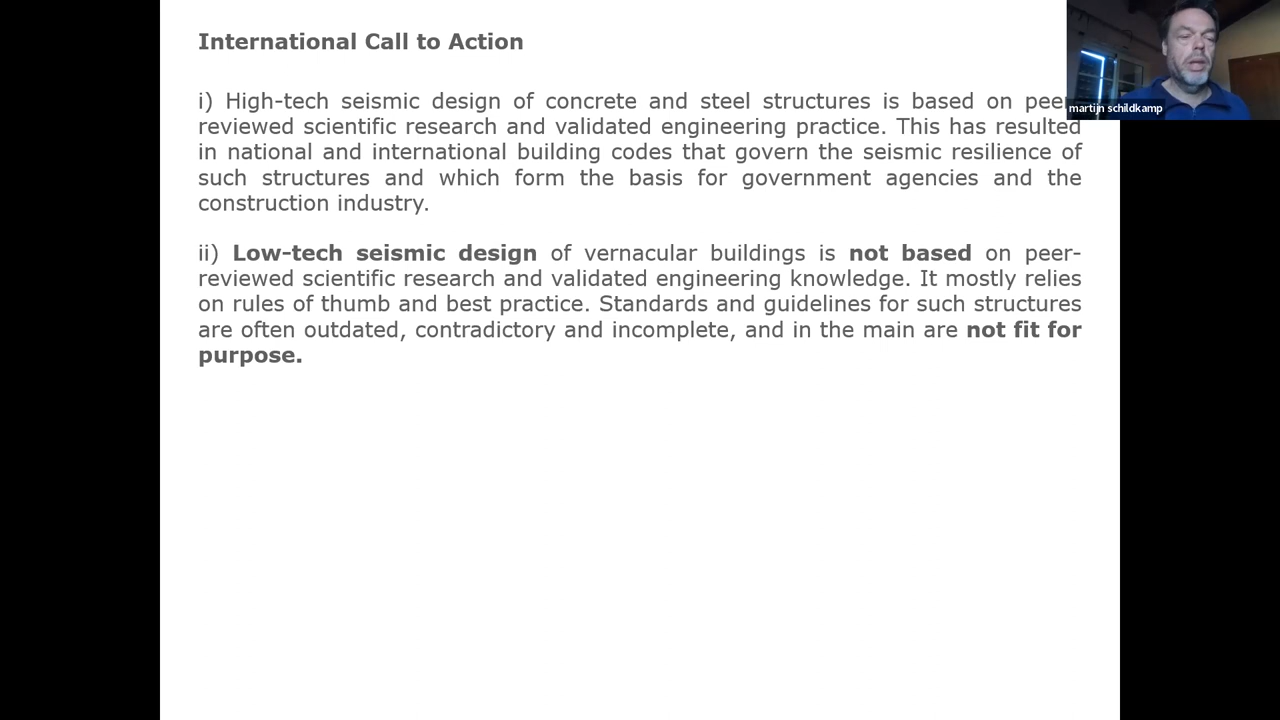 International Call to Action
i) High-tech seismic design of concrete and steel structures is based on peer
reviewed scientific research and validated engineering practice. This has resulted
in national and international building codes that govern the seismic resilience of
such structures and which form the basis for government agencies and the
construction industry.
ii) Low-tech seismic design of vernacular buildings is not based on peer-
reviewed scientific research and validated engineering knowledge. It mostly relies
on rules of thumb and best practice. Standards and guidelines for such structures
are often outdated, contradictory and incomplete, and in the main are not fit for
purpose.
martijn schildkamp